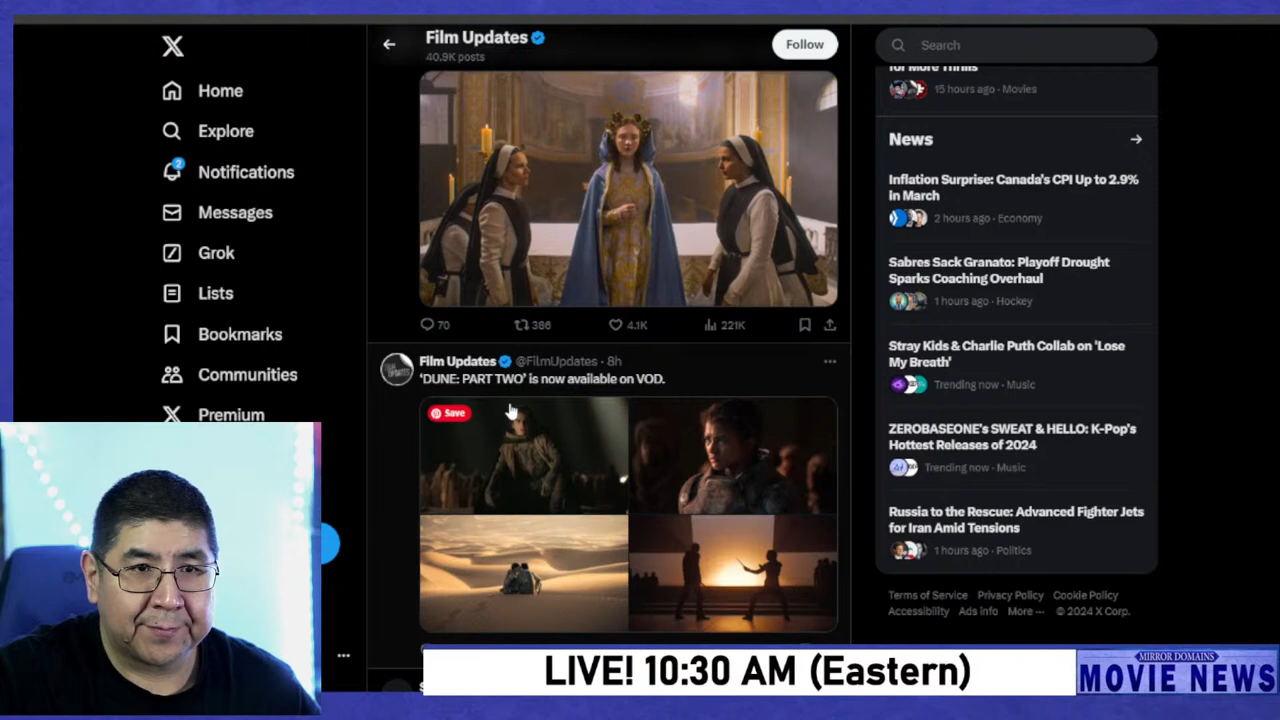 Home
Explore
2
Notifications
Messages
Grok
Lists
Bookmarks
Communities
Premium
Film Updates
40.9K posts
Follow
70
386
4.1K
221K
Film Updates @FilmUpdates · 8h
'DUNE: PART TWO' is now available on VOD.
Save
Search
for More Thrills
15 hours ago · Movies
News
Inflation Surprise: Canada's CPI Up to 2.9%
in March
2 hours ago · Economy
Sabres Sack Granato: Playoff Drought
Sparks Coaching Overhaul
1 hours ago · Hockey
Stray Kids & Charlie Puth Collab on 'Lose
My Breath'
Trending now · Music
ZEROBASEONE's SWEAT & HELLO: K-Pop's
Hottest Releases of 2024
Trending now · Music
Russia to the Rescue: Advanced Fighter Jets
for Iran Amid Tensions
1 hours ago · Politics
Terms of Service Privacy Policy Cookie Policy
Accessibility Ads info More ··· © 2024 X Corp.
LIVE! 10:30 AM (Eastern)
MIRROR DOMAINS
MOVIE NEWS